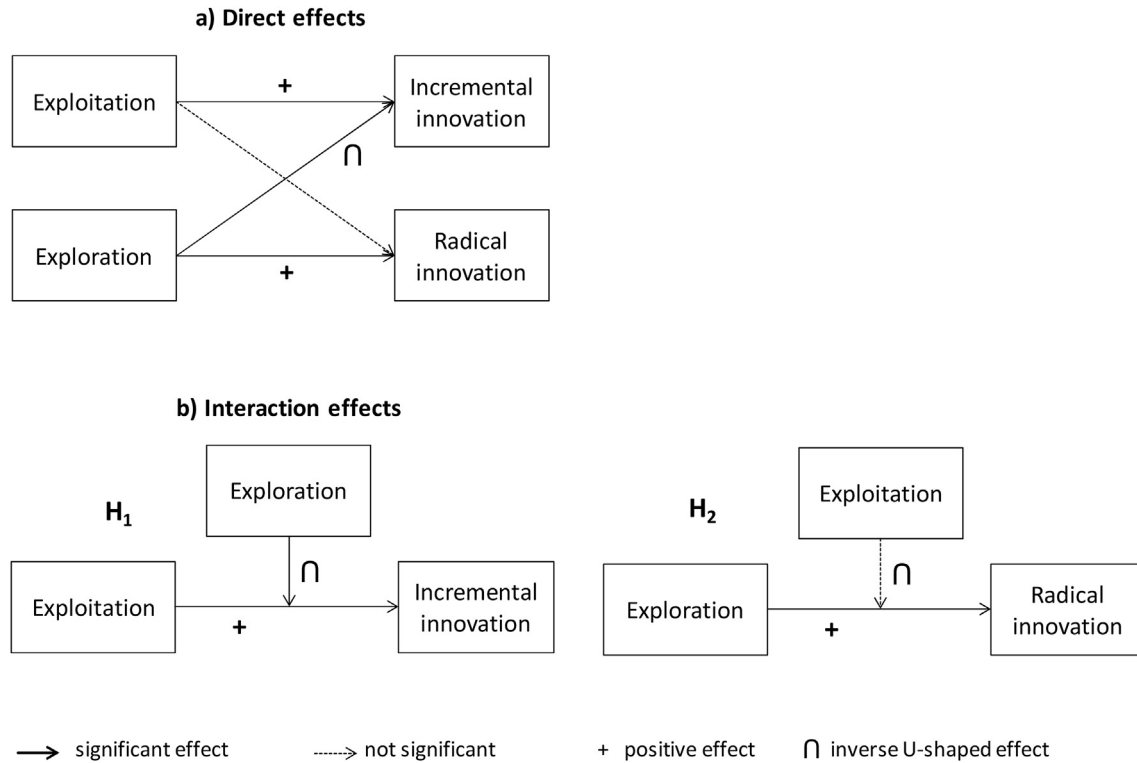 a) Direct effects
Exploitation
+
Incremental
innovation
∩
Exploration
+
Radical
innovation
b) Interaction effects
H₁
Exploration
∩
Exploitation
+
Incremental
innovation
H₂
Exploitation
∩
Exploration
+
Radical
innovation
significant effect
not significant
+ positive effect
∩ inverse U-shaped effect